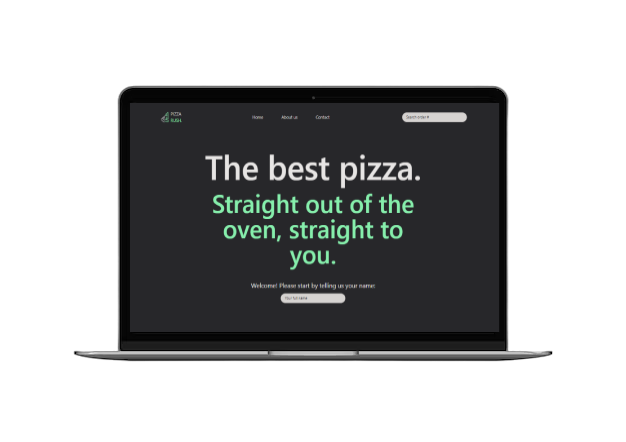 PIZZA
RUSH.
Home
About us
Contact
Search order #
The best pizza.
Straight out of the
oven, straight to
you.
Welcome! Please start by telling us your name:
Your full name